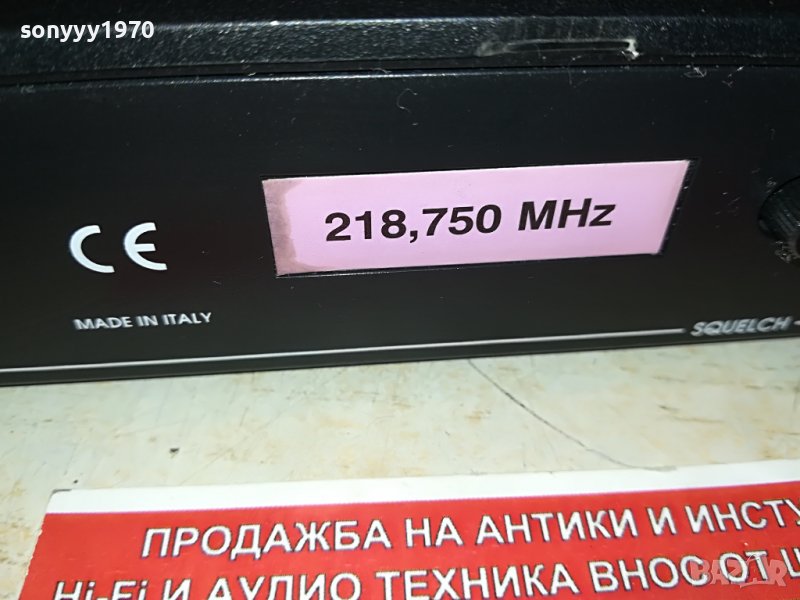 sonyyy1970
218,750 MHz
CE
MADE IN ITALY
SQUELCH
ПРОДАЖБА НА АНТИКИ И ИНСТУ
Hi-Fi И АУДИО ТЕХНИКА ВНОС ОТ Ш
BAZAR